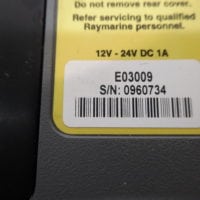 Do not remove rear cover.
Refer servicing to qualified
Raymarine personnel.
12V - 24V DC 1A
E03009
S/N: 0960734